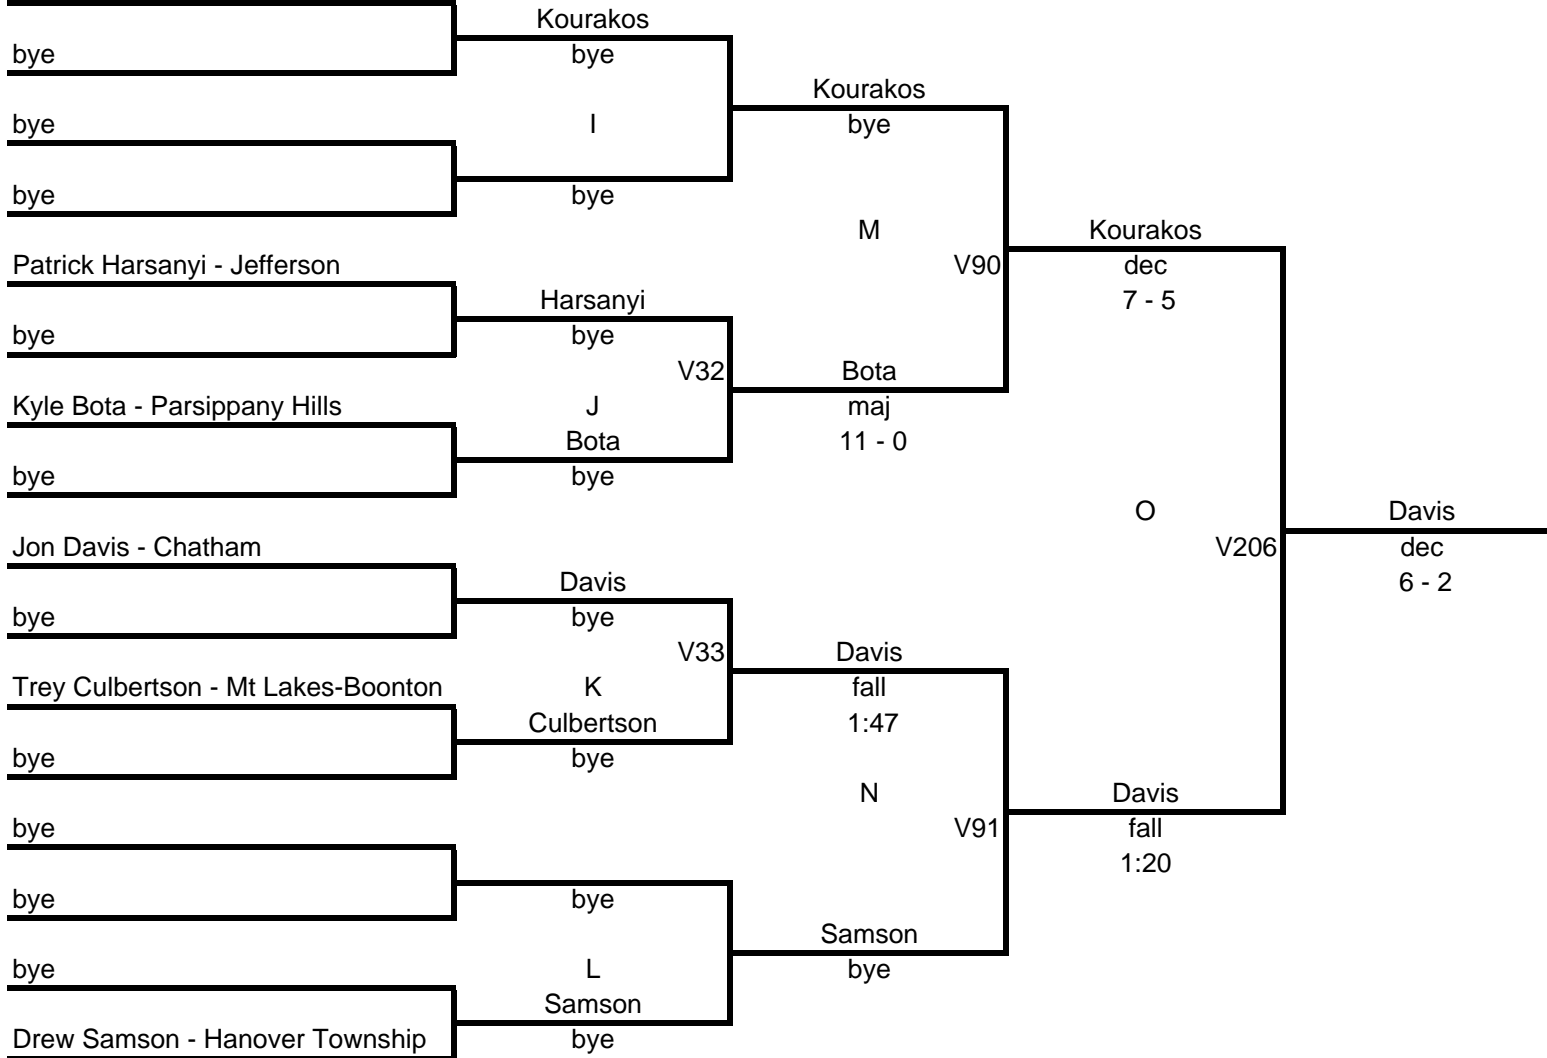 Kourakos
bye
bye
Kourakos
bye
I
bye
bye
bye
M
Kourakos
Patrick Harsanyi - Jefferson
V90
dec
Harsanyi
7 - 5
bye
bye
V32
Bota
Kyle Bota - Parsippany Hills
J
maj
Bota
11 - 0
bye
bye
O
Davis
Jon Davis - Chatham
V206
dec
Davis
6 - 2
bye
bye
V33
Davis
Trey Culbertson - Mt Lakes-Boonton
K
fall
Culbertson
1:47
bye
bye
N
Davis
bye
V91
fall
1:20
bye
bye
Samson
bye
L
bye
Samson
Drew Samson - Hanover Township
bye